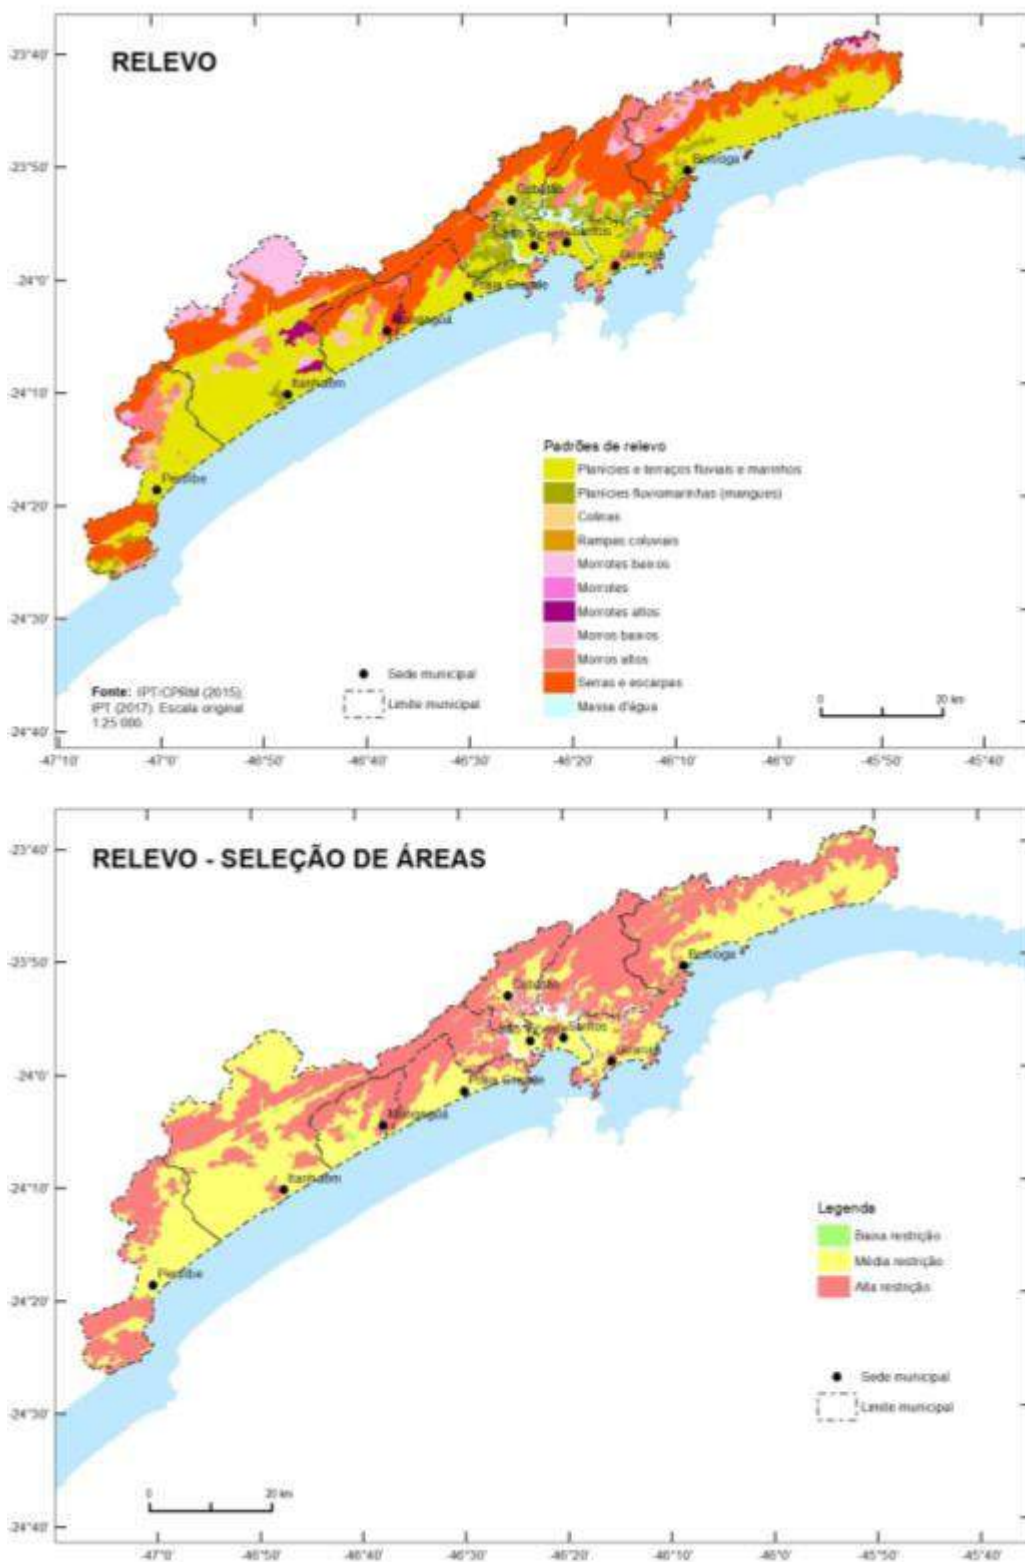 RELEVO
-23°40'
-23°50'
-24°0'
-24°10'
-24°20'
-24°30'
-24°40'
Bertioga
Cubatão
São Vicente
Santos
Guarujá
Praia Grande
Mongaguá
Itanhaém
Peruíbe
Padrões de relevo
Planícies e terraços fluviais e marinhos
Planícies fluviomarinhas (mangues)
Colinas
Rampas coluviais
Morrotes baixos
Morrotes
Morrotes altos
Morros baixos
Morros altos
Serras e escarpas
Massa d'água
Sede municipal
Limite municipal
Fonte: IPT-CPRM (2015);
IPT (2017). Escala original
1:25 000.
0 20 km
-47°10' -47°0' -46°50' -46°40' -46°30' -46°20' -46°10' -46°0' -45°50' -45°40'
RELEVO - SELEÇÃO DE ÁREAS
-23°40'
-23°50'
-24°0'
-24°10'
-24°20'
-24°30'
-24°40'
Bertioga
Cubatão
São Vicente
Santos
Guarujá
Praia Grande
Mongaguá
Itanhaém
Peruíbe
Legenda
Baixa restrição
Média restrição
Alta restrição
Sede municipal
Limite municipal
0 20 km
-47°0' -46°50' -46°40' -46°30' -46°20' -46°10' -46°0' -45°50' -45°40'